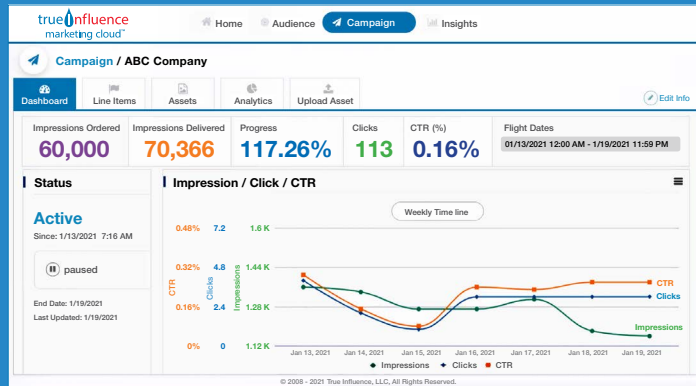 trueinfluence
marketing cloud™
Home Audience Campaign Insights
Campaign / ABC Company
Dashboard Line Items Assets Analytics Upload Asset Edit Info
Impressions Ordered Impressions Delivered Progress Clicks CTR (%) Flight Dates
60,000 70,366 117.26% 113 0.16% 01/13/2021 12:00 AM - 1/19/2021 11:59 PM
Status
Active
Since: 1/13/2021 7:16 AM
paused
End Date: 1/19/2021
Last Updated: 1/19/2021
Impression / Click / CTR
Weekly Time line
0.48% 7.2 1.6 K
0.32% 4.8 1.44 K
0.16% 2.4 1.28 K
0% 0 1.12 K
CTR
Clicks
Impressions
CTR
Clicks
Impressions
Jan 13, 2021 Jan 14, 2021 Jan 15, 2021 Jan 16, 2021 Jan 17, 2021 Jan 18, 2021 Jan 19, 2021
Impressions Clicks CTR
© 2008 - 2021 True Influence, LLC, All Rights Reserved.